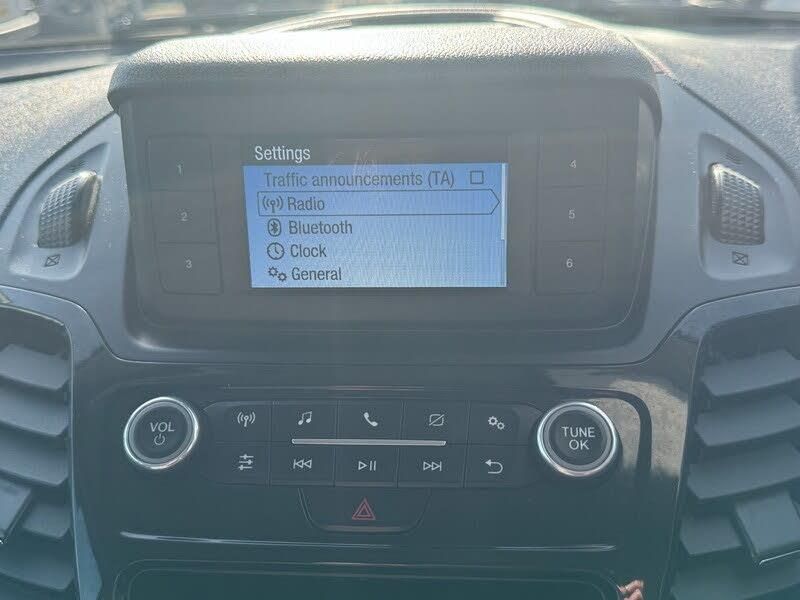 Settings
Traffic announcements (TA)
Radio
Bluetooth
Clock
General
1
2
3
4
5
6
VOL
TUNE
OK